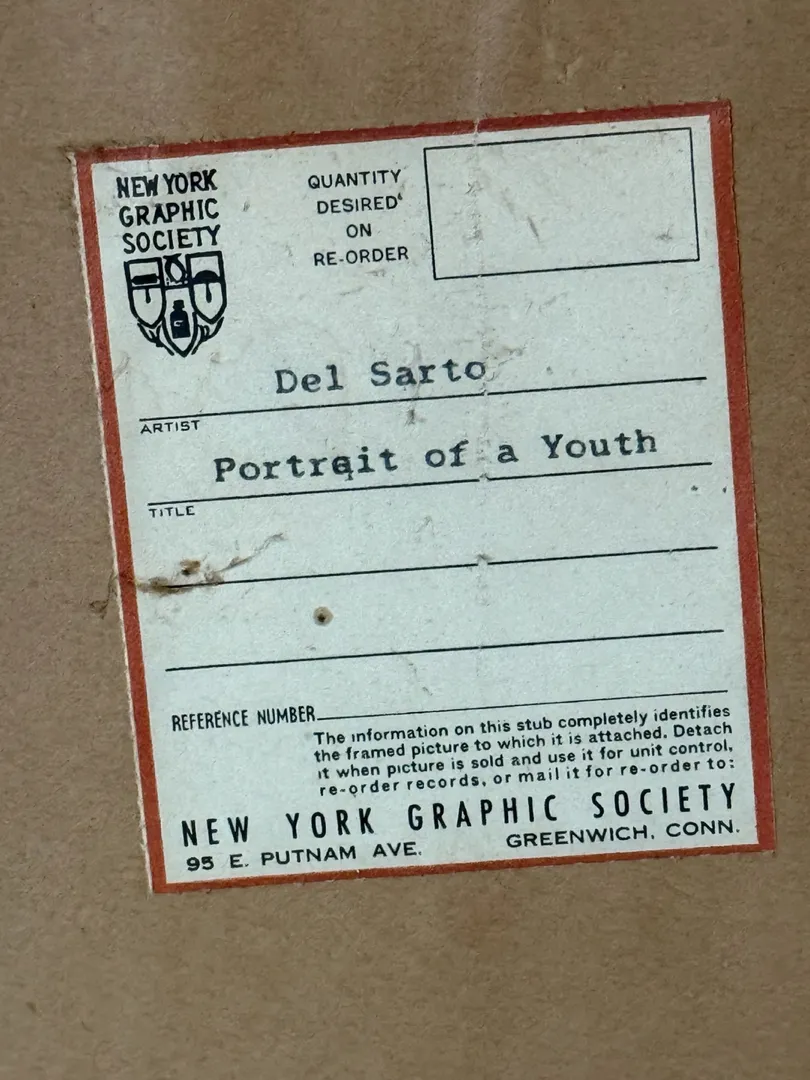 NEW YORK
GRAPHIC
SOCIETY
QUANTITY
DESIRED
ON
RE-ORDER
Del Sarto
ARTIST
Portrait of a Youth
TITLE
REFERENCE NUMBER
The information on this stub completely identifies
the framed picture to which it is attached. Detach
it when picture is sold and use it for unit control,
re-order records, or mail it for re-order to:
NEW YORK GRAPHIC SOCIETY
95 E. PUTNAM AVE. GREENWICH, CONN.